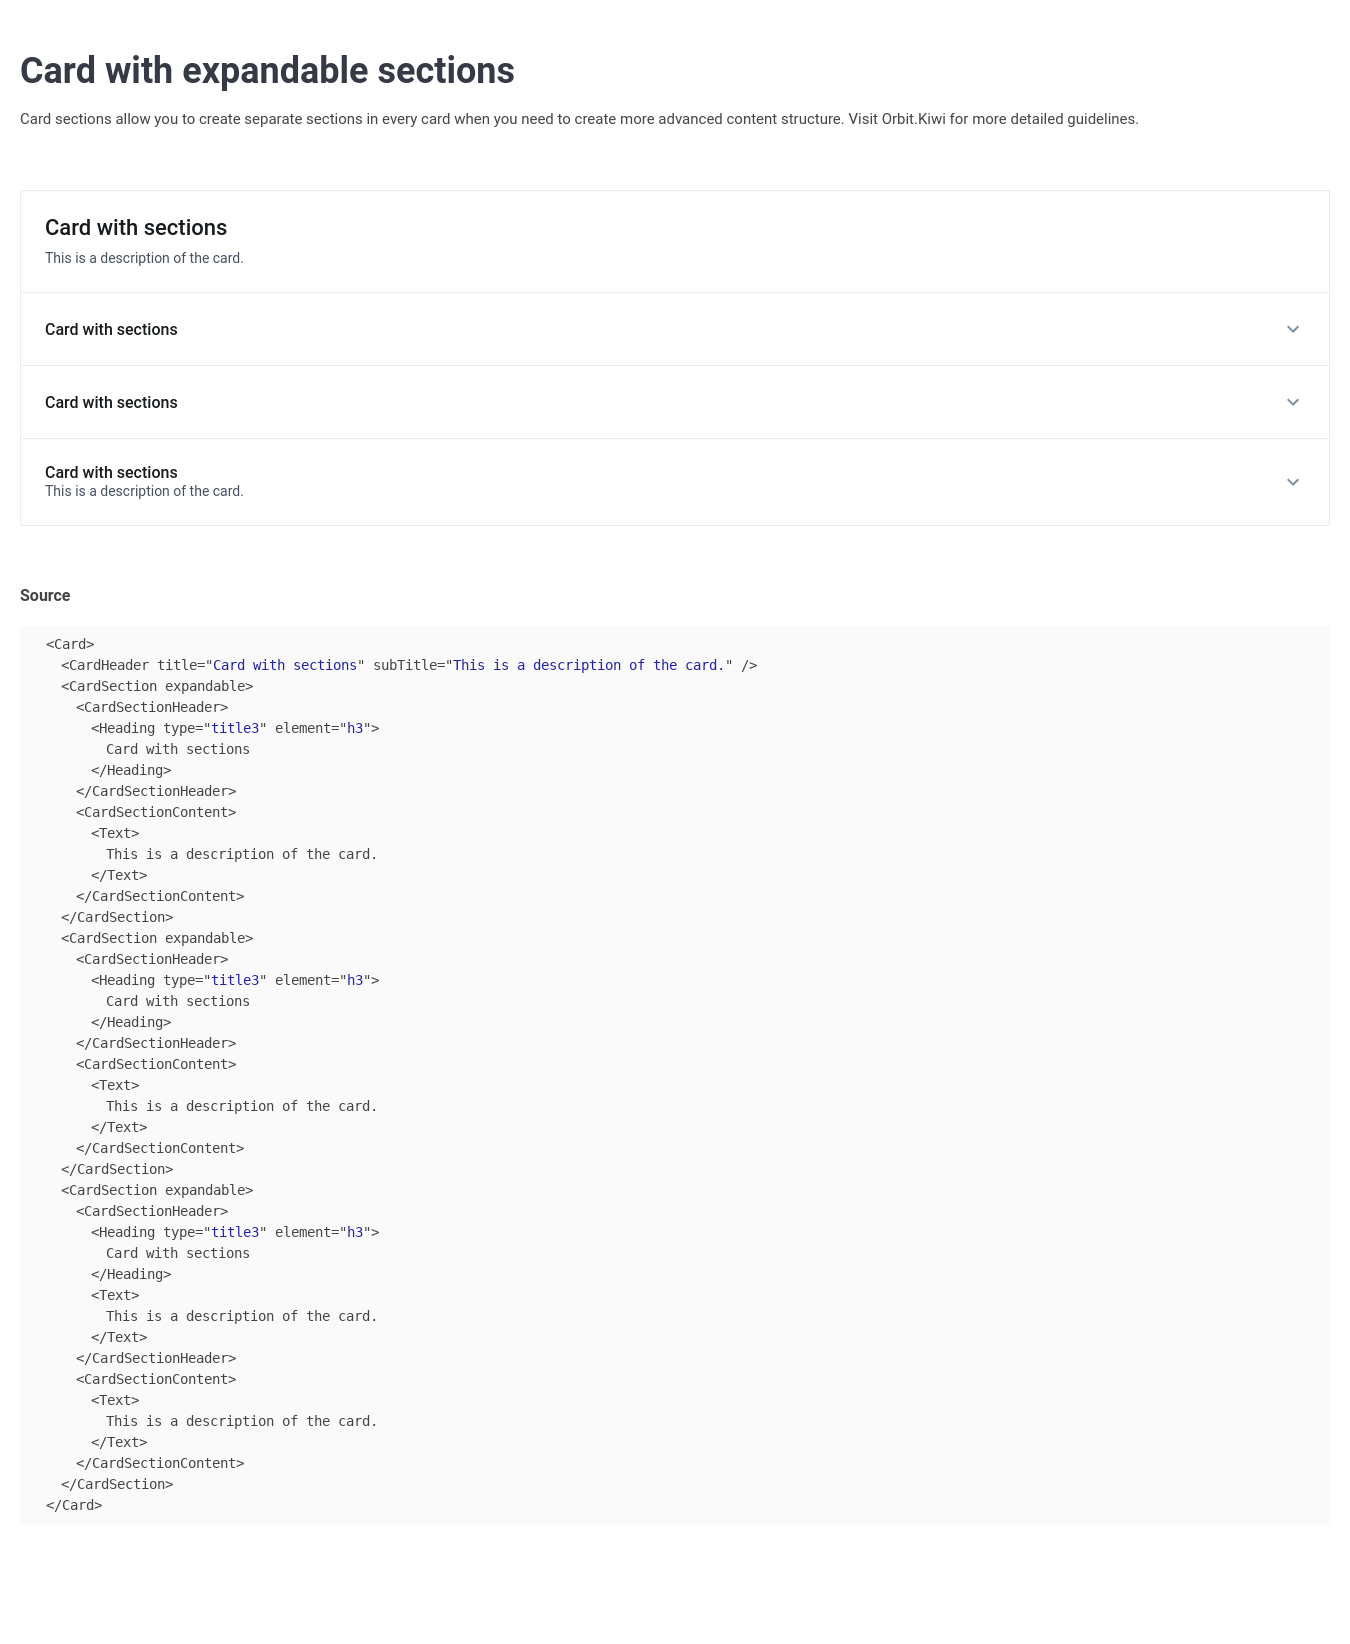 Card with expandable sections
Card sections allow you to create separate sections in every card when you need to create more advanced content structure. Visit Orbit.Kiwi for more detailed guidelines.
Card with sections
This is a description of the card.
Card with sections
Card with sections
Card with sections
This is a description of the card.
Source
<Card>
  <CardHeader title="Card with sections" subTitle="This is a description of the card." />
  <CardSection expandable>
    <CardSectionHeader>
      <Heading type="title3" element="h3">
        Card with sections
      </Heading>
    </CardSectionHeader>
    <CardSectionContent>
      <Text>
        This is a description of the card.
      </Text>
    </CardSectionContent>
  </CardSection>
  <CardSection expandable>
    <CardSectionHeader>
      <Heading type="title3" element="h3">
        Card with sections
      </Heading>
    </CardSectionHeader>
    <CardSectionContent>
      <Text>
        This is a description of the card.
      </Text>
    </CardSectionContent>
  </CardSection>
  <CardSection expandable>
    <CardSectionHeader>
      <Heading type="title3" element="h3">
        Card with sections
      </Heading>
      <Text>
        This is a description of the card.
      </Text>
    </CardSectionHeader>
    <CardSectionContent>
      <Text>
        This is a description of the card.
      </Text>
    </CardSectionContent>
  </CardSection>
</Card>